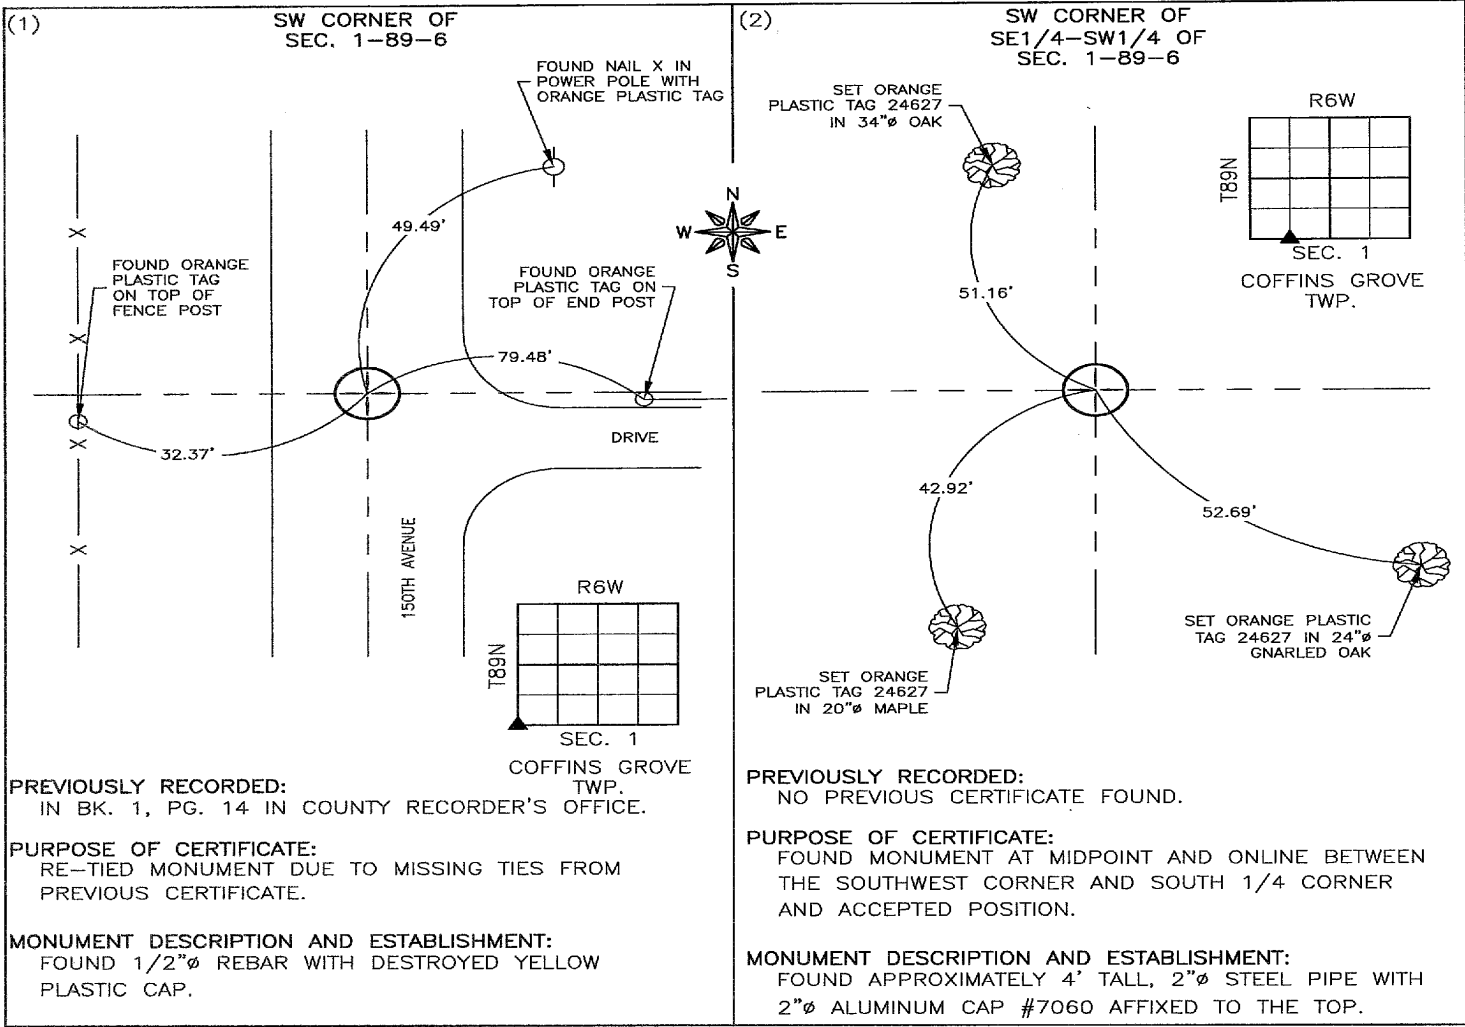 (1)
SW CORNER OF
SEC. 1-89-6
FOUND NAIL X IN
POWER POLE WITH
ORANGE PLASTIC TAG
49.49'
FOUND ORANGE
PLASTIC TAG
ON TOP OF
FENCE POST
FOUND ORANGE
PLASTIC TAG ON
TOP OF END POST
79.48'
32.37'
DRIVE
150TH AVENUE
X
X
X
X
R6W
T89N
SEC. 1
COFFINS GROVE
TWP.
PREVIOUSLY RECORDED:
IN BK. 1, PG. 14 IN COUNTY RECORDER'S OFFICE.
PURPOSE OF CERTIFICATE:
RE-TIED MONUMENT DUE TO MISSING TIES FROM
PREVIOUS CERTIFICATE.
MONUMENT DESCRIPTION AND ESTABLISHMENT:
FOUND 1/2"ø REBAR WITH DESTROYED YELLOW
PLASTIC CAP.
N
W E
S
(2)
SW CORNER OF
SE1/4-SW1/4 OF
SEC. 1-89-6
SET ORANGE
PLASTIC TAG 24627
IN 34"ø OAK
R6W
T89N
SEC. 1
COFFINS GROVE
TWP.
51.16'
42.92'
52.69'
SET ORANGE PLASTIC
TAG 24627 IN 24"ø
GNARLED OAK
SET ORANGE
PLASTIC TAG 24627
IN 20"ø MAPLE
PREVIOUSLY RECORDED:
NO PREVIOUS CERTIFICATE FOUND.
PURPOSE OF CERTIFICATE:
FOUND MONUMENT AT MIDPOINT AND ONLINE BETWEEN
THE SOUTHWEST CORNER AND SOUTH 1/4 CORNER
AND ACCEPTED POSITION.
MONUMENT DESCRIPTION AND ESTABLISHMENT:
FOUND APPROXIMATELY 4' TALL, 2"ø STEEL PIPE WITH
2"ø ALUMINUM CAP #7060 AFFIXED TO THE TOP.